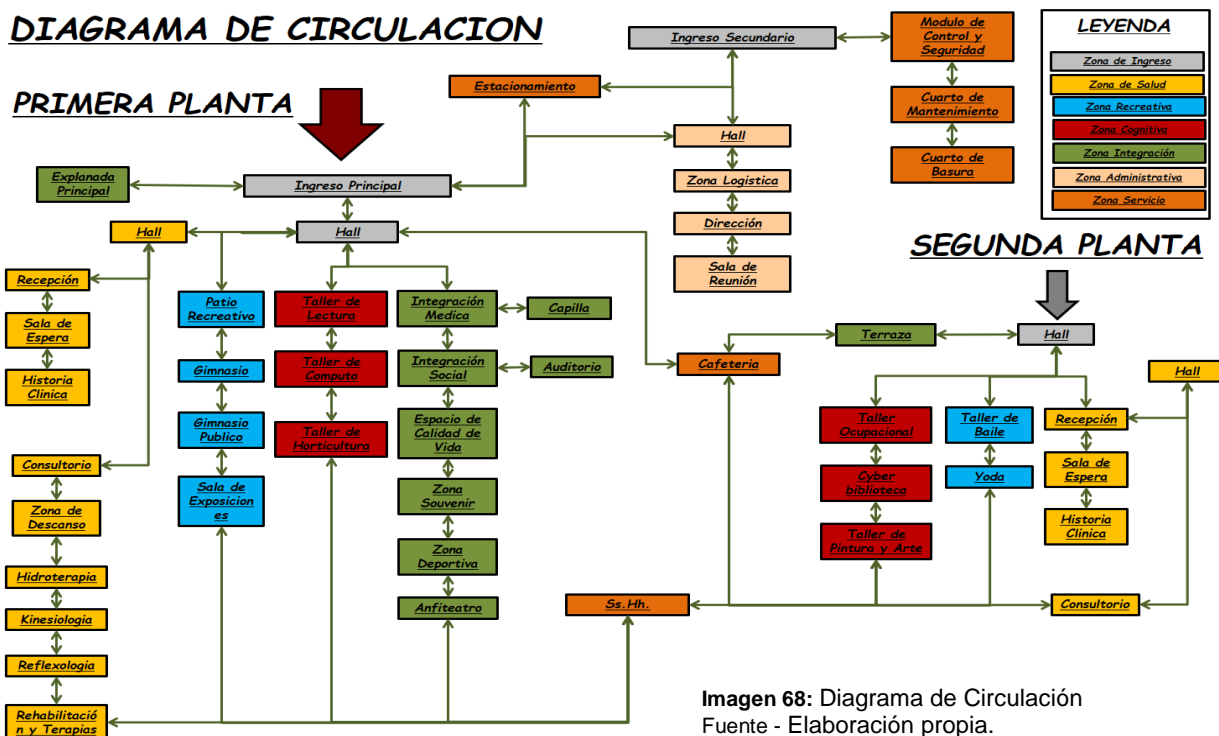 DIAGRAMA DE CIRCULACION
PRIMERA PLANTA
Ingreso Secundario
Modulo de
Control y
Seguridad
Cuarto de
Mantenimiento
Cuarto de
Basura
LEYENDA
Zona de Ingreso
Zona de Salud
Zona Recreativa
Zona Cognitiva
Zona Integración
Zona Administrativa
Zona Servicio
Estacionamiento
Hall
Zona Logistica
Dirección
Sala de
Reunión
Explanada
Principal
Ingreso Principal
Hall
Hall
Recepción
Sala de
Espera
Historia
Clinica
Consultorio
Zona de
Descanso
Hidroterapia
Kinesiologia
Reflexologia
Rehabilitació
n y Terapias
Patio
Recreativo
Gimnasio
Gimnasio
Publico
Sala de
Exposicion
es
Taller de
Lectura
Taller de
Computo
Taller de
Horticultura
Integración
Medica
Capilla
Integración
Social
Auditorio
Espacio de
Calidad de
Vida
Zona
Souvenir
Zona
Deportiva
Anfiteatro
Ss.Hh.
SEGUNDA PLANTA
Cafeteria
Terraza
Hall
Hall
Taller
Ocupacional
Cyber
biblioteca
Taller de
Pintura y Arte
Taller de
Baile
Yoda
Recepción
Sala de
Espera
Historia
Clinica
Consultorio
Imagen 68: Diagrama de Circulación
Fuente - Elaboración propia.